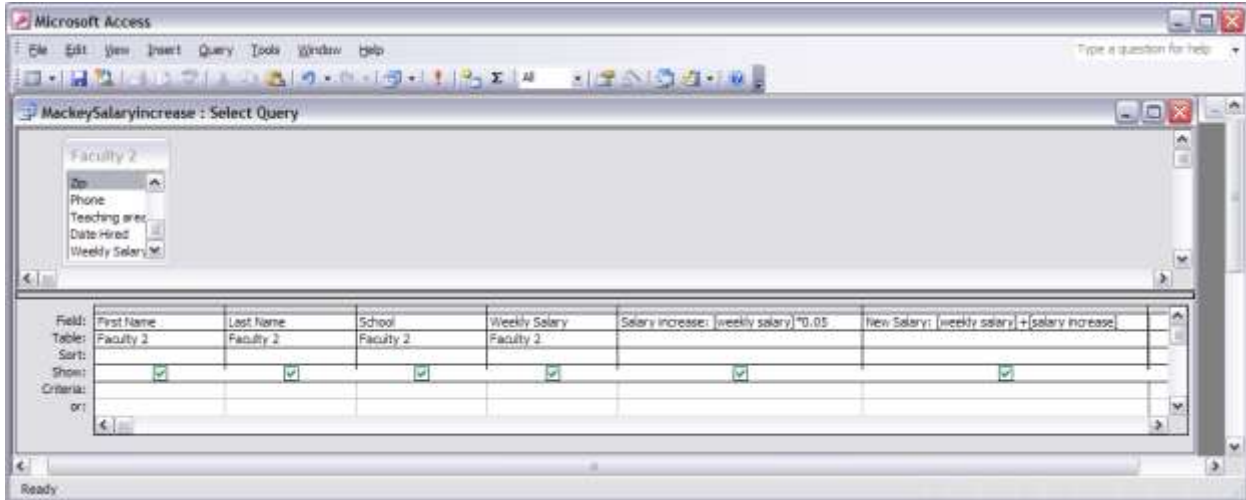 Microsoft Access
File Edit View Insert Query Tools Window Help Type a question for help
Σ All
MackeySalaryincrease : Select Query
Faculty 2
Zip
Phone
Teaching area
Date Hired
Weekly Salary
Field: First Name Last Name School Weekly Salary Salary increase: [weekly salary]*0.05 New Salary: [weekly salary]+[salary increase]
Table: Faculty 2 Faculty 2 Faculty 2 Faculty 2
Sort:
Show:
Criteria:
or:
Ready